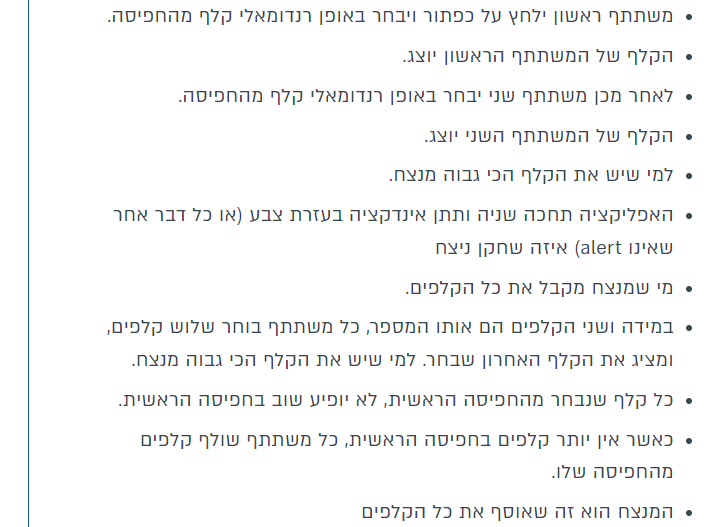 • משתתף ראשון ילחץ על כפתור ויבחר באופן רנדומאלי קלף מהחפיסה.
• הקלף של המשתתף הראשון יוצג.
• לאחר מכן משתתף שני יבחר באופן רנדומאלי קלף מהחפיסה.
• הקלף של המשתתף השני יוצג.
• למי שיש את הקלף הכי גבוה מנצח.
• האפליקציה תחכה שניה ותתן אינדקציה בעזרת צבע (או כל דבר אחר
שאינו alert) איזה שחקן ניצח
• מי שמנצח מקבל את כל הקלפים.
• במידה ושני הקלפים הם אותו המספר, כל משתתף בוחר שלוש קלפים,
ומציג את הקלף האחרון שבחר. למי שיש את הקלף הכי גבוה מנצח.
• כל קלף שנבחר מהחפיסה הראשית, לא יופיע שוב בחפיסה הראשית.
• כאשר אין יותר קלפים בחפיסה הראשית, כל משתתף שולף קלפים
מהחפיסה שלו.
• המנצח הוא זה שאוסף את כל הקלפים